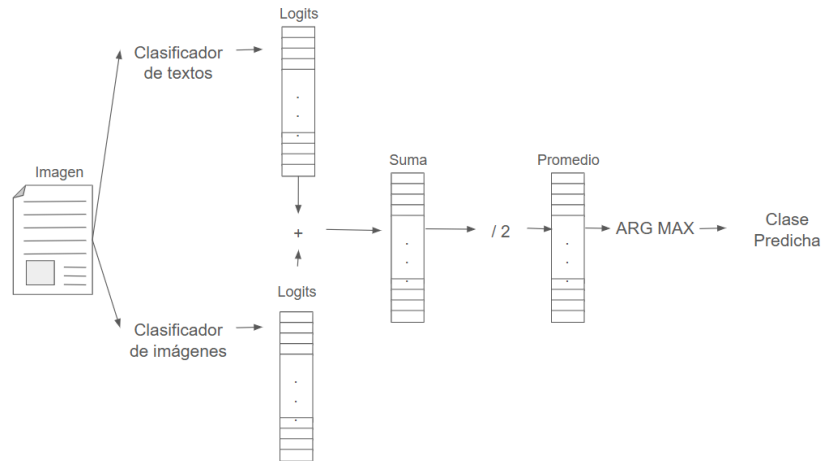 Logits
Clasificador
de textos
Imagen
Suma
Promedio
+
/ 2
ARG MAX
Clase
Predicha
Logits
Clasificador
de imágenes